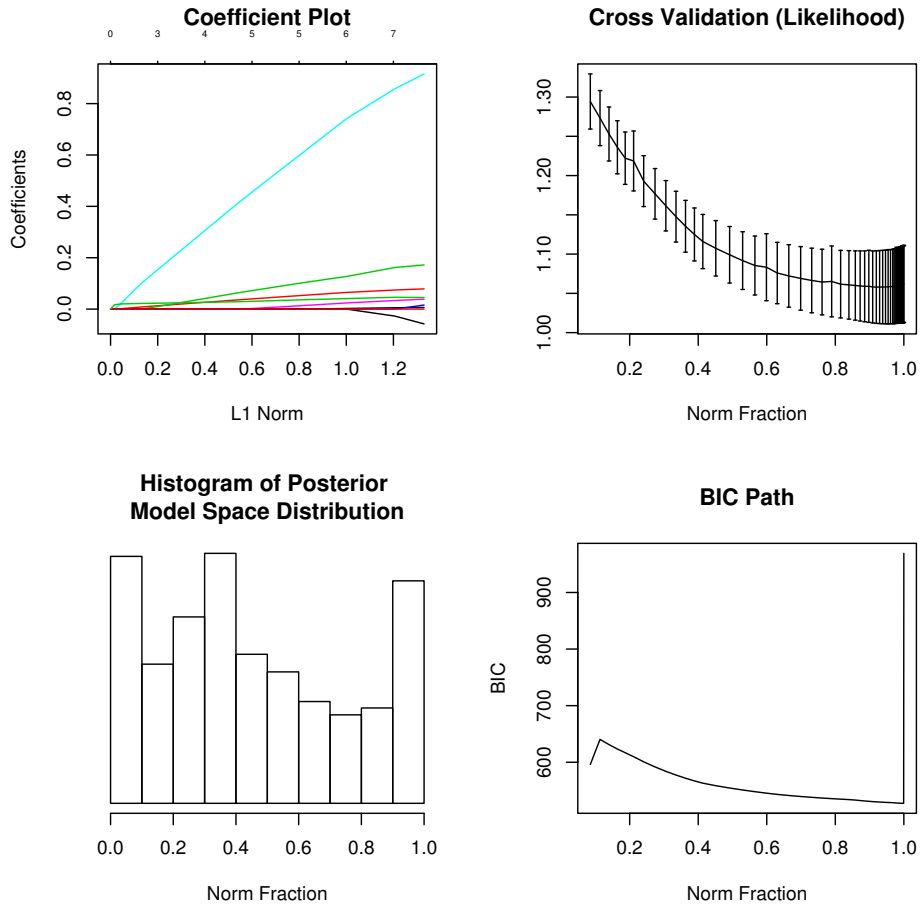 Coefficient Plot
0 3 4 5 5 6 7
0.8
0.6
0.4
0.2
0.0
Coefficients
0.0 0.2 0.4 0.6 0.8 1.0 1.2
L1 Norm
Cross Validation (Likelihood)
1.30
1.20
1.10
1.00
0.2 0.4 0.6 0.8 1.0
Norm Fraction
Histogram of Posterior
Model Space Distribution
0.0 0.2 0.4 0.6 0.8 1.0
Norm Fraction
BIC Path
900
800
700
600
BIC
0.2 0.4 0.6 0.8 1.0
Norm Fraction